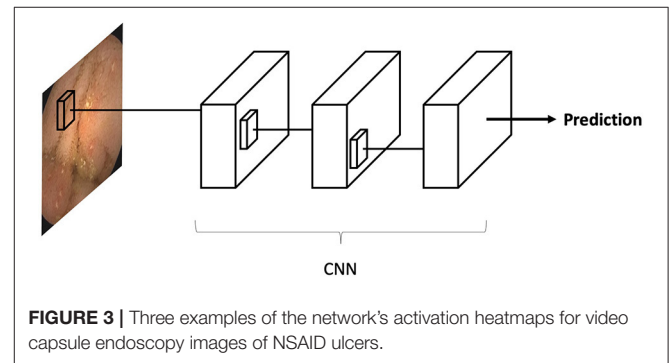 Prediction
CNN
FIGURE 3 | Three examples of the network's activation heatmaps for video
capsule endoscopy images of NSAID ulcers.